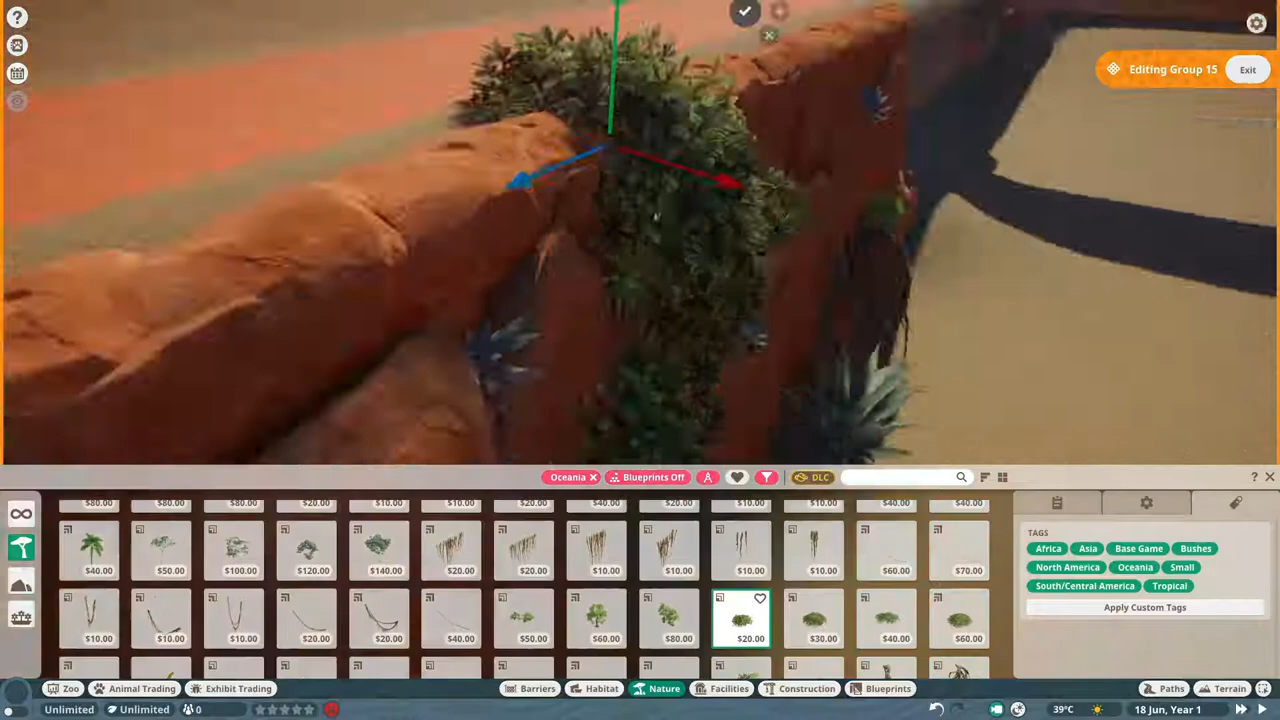 ?
Editing Group 15 Exit
Oceania × Blueprints Off DLC
? ×
$80.00 $80.00 $80.00 $20.00 $10.00 $10.00 $20.00 $40.00 $20.00 $10.00 $40.00 $40.00
TAGS
Africa Asia Base Game Bushes
$40.00 $50.00 $100.00 $120.00 $140.00 $20.00 $20.00 $10.00 $10.00 $10.00 $10.00 $60.00 $70.00
North America Oceania Small
South/Central America Tropical
Apply Custom Tags
$10.00 $10.00 $10.00 $20.00 $20.00 $40.00 $50.00 $60.00 $80.00 $20.00 $30.00 $40.00 $60.00
Zoo Animal Trading Exhibit Trading Barriers Habitat Nature Facilities Construction Blueprints Paths Terrain
Unlimited Unlimited 0 39°C 18 Jun, Year 1